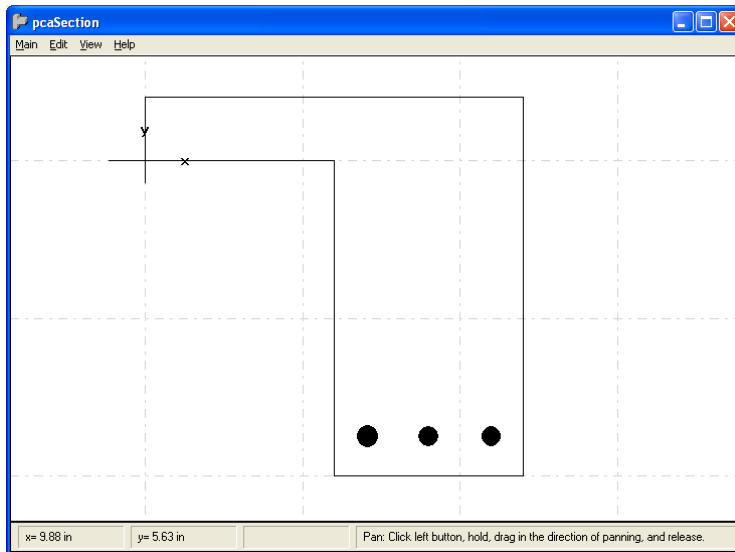 pcaSection
Main Edit View Help
y
x
x= 9.88 in y= 5.63 in Pan: Click left button, hold, drag in the direction of panning, and release.